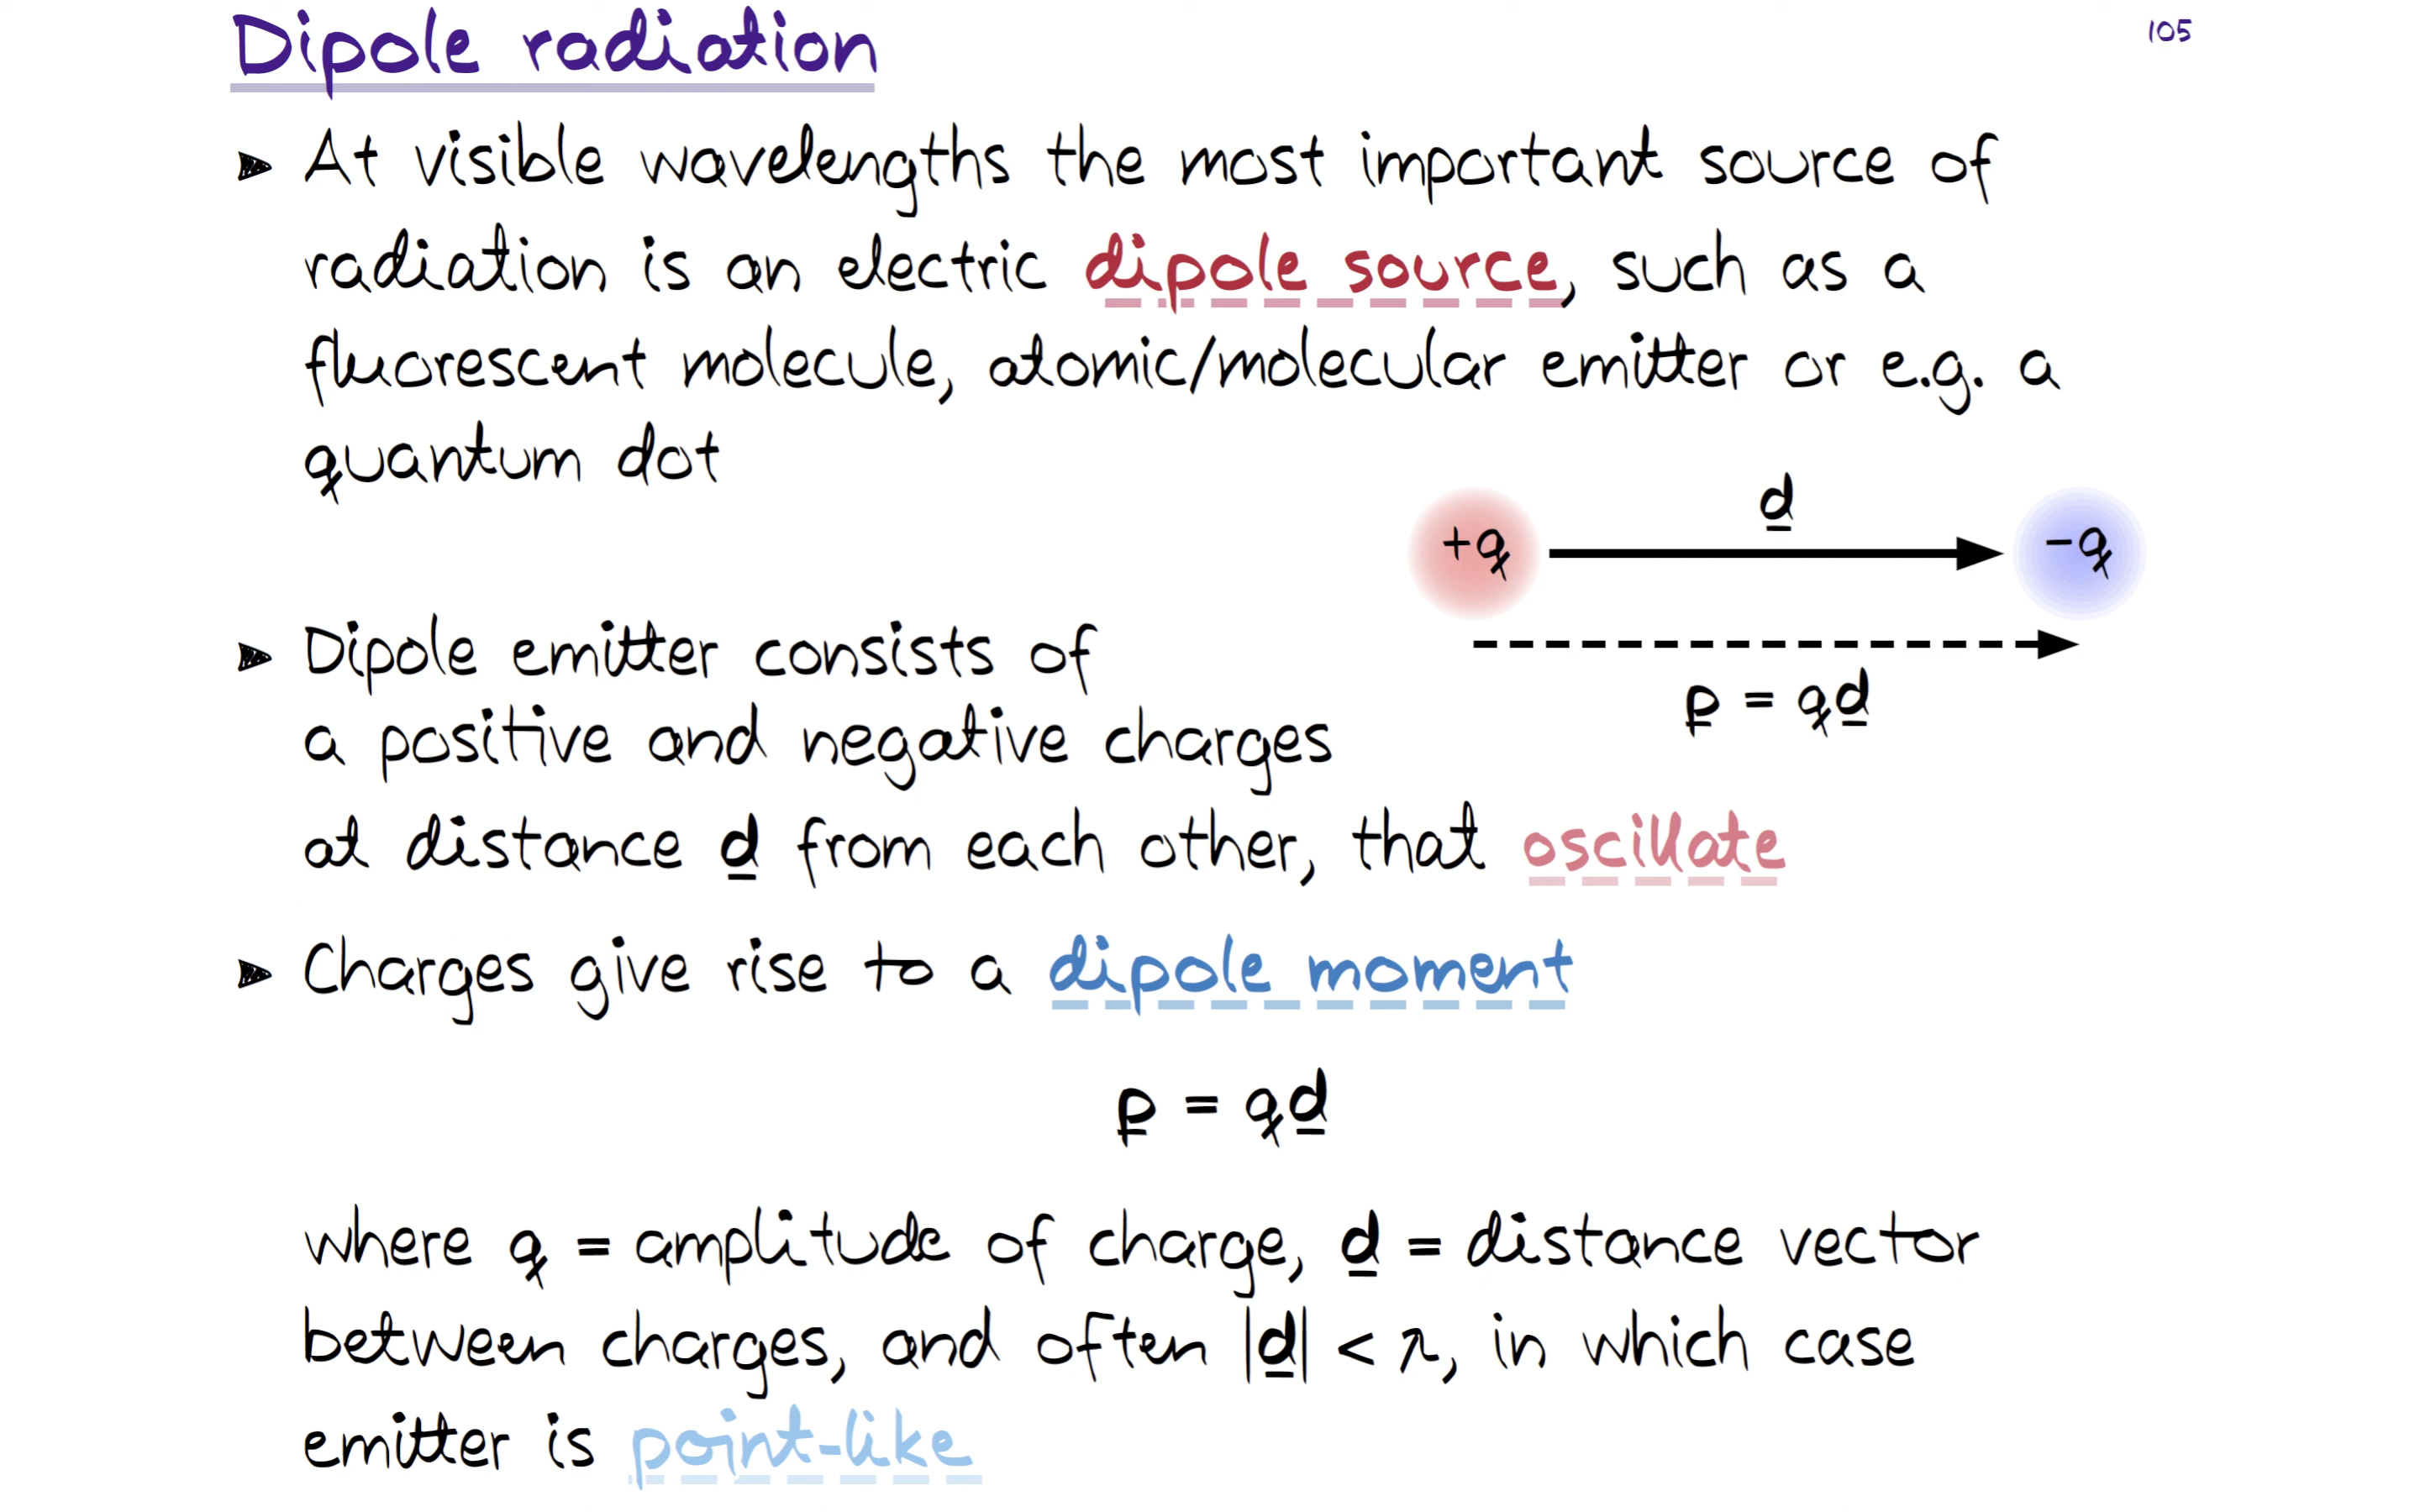 Dipole radiation
105
▶ At visible wavelengths the most important source of
radiation is an electric dipole source, such as a
fluorescent molecule, atomic/molecular emitter or e.g. a
quantum dot
d
+q
-q
p = qd
▶ Dipole emitter consists of
a positive and negative charges
at distance d from each other, that oscillate
▶ Charges give rise to a dipole moment
p = qd
where q = amplitude of charge, d = distance vector
between charges, and often |d| < λ, in which case
emitter is point-like